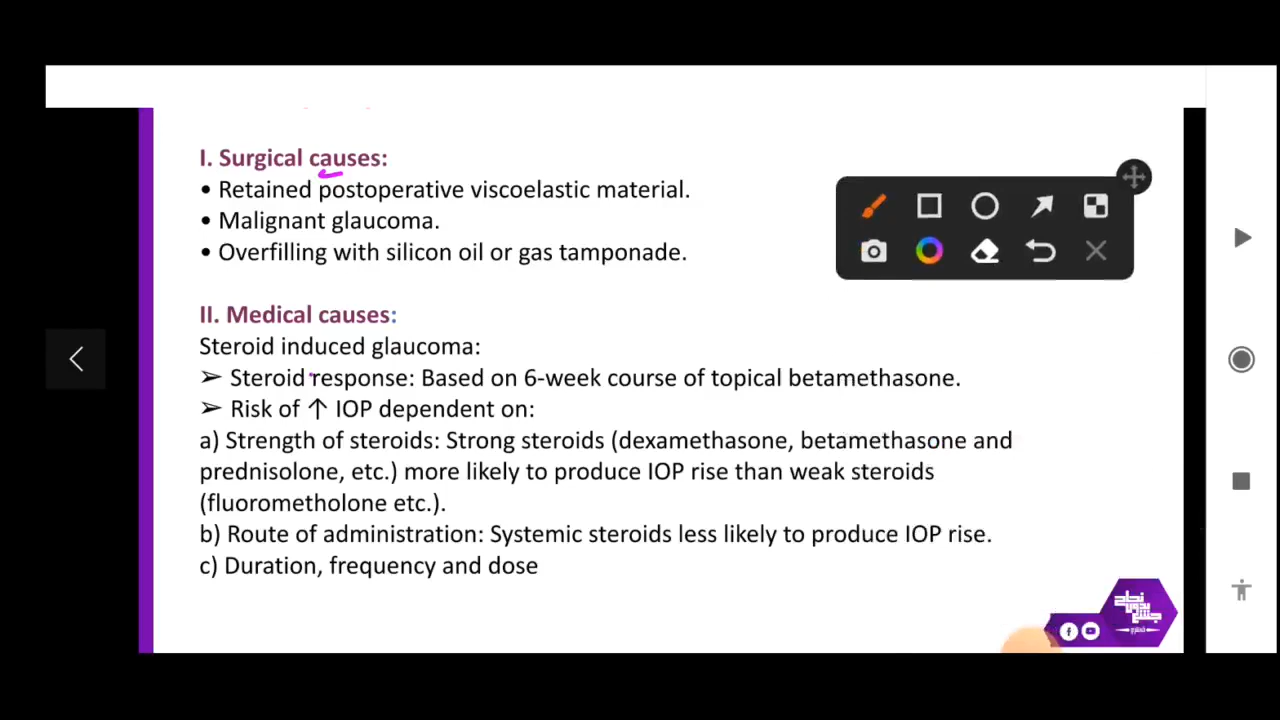 I. Surgical causes:
• Retained postoperative viscoelastic material.
• Malignant glaucoma.
• Overfilling with silicon oil or gas tamponade.
II. Medical causes:
Steroid induced glaucoma:
➢ Steroid response: Based on 6-week course of topical betamethasone.
➢ Risk of ↑ IOP dependent on:
a) Strength of steroids: Strong steroids (dexamethasone, betamethasone and
prednisolone, etc.) more likely to produce IOP rise than weak steroids
(fluorometholone etc.).
b) Route of administration: Systemic steroids less likely to produce IOP rise.
c) Duration, frequency and dose